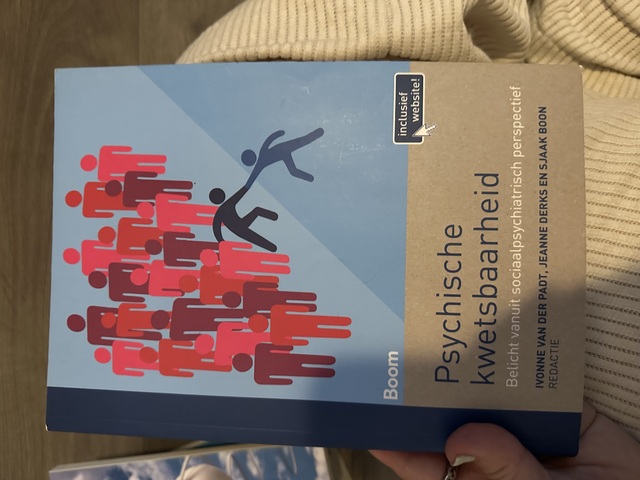 inclusief
website!
Psychische
kwetsbaarheid
Belicht vanuit sociaalpsychiatrisch perspectief
IVONNE VAN DER PADT, JEANNE DERKS EN SJAAK BOON
REDACTIE
Boom